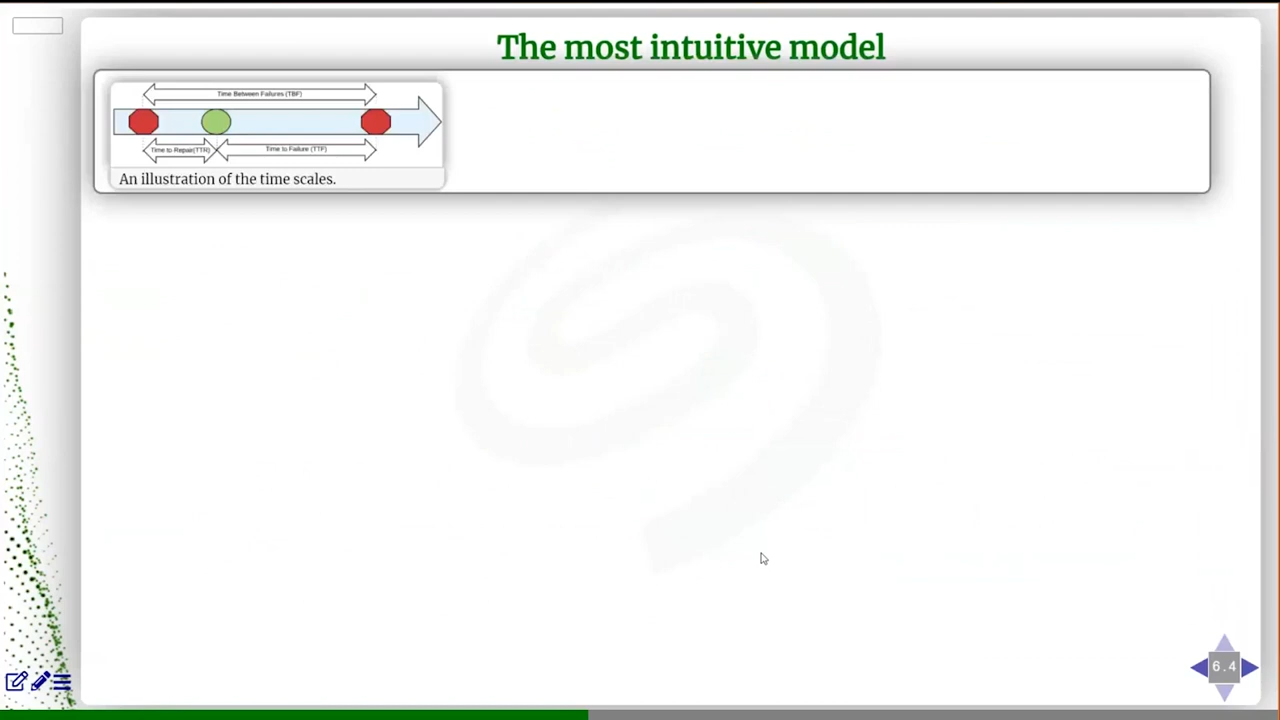 The most intuitive model
Time Between Failures (TBF)
Time to Repair(TTR)
Time to Failure (TTF)
An illustration of the time scales.
6.4